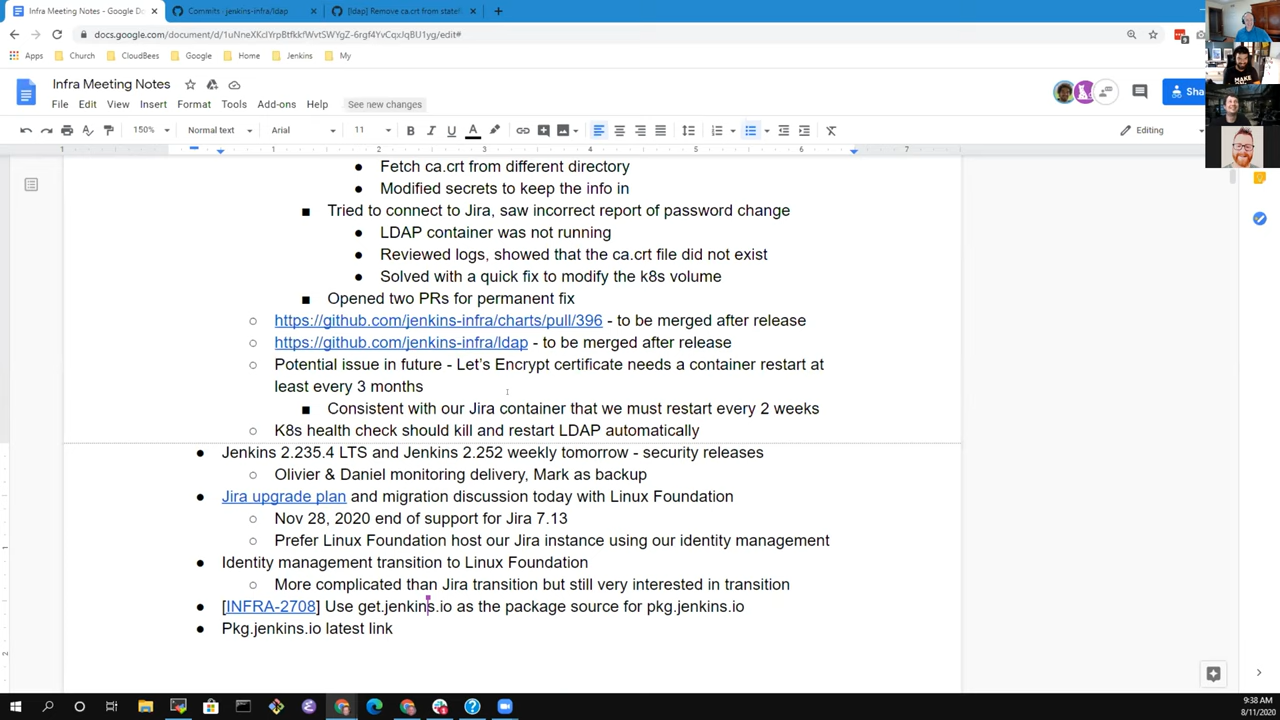 Infra Meeting Notes - Google Do
Commits · jenkins-infra/ldap
[ldap] Remove ca.crt from state
Apps
Church
CloudBees
Google
Home
Jenkins
My
Infra Meeting Notes
File Edit View Insert Format Tools Add-ons Help
See new changes
Sha
150%
Normal text
Arial
11
Editing
1 1 2 3 4 5 6 7
Fetch ca.crt from different directory
Modified secrets to keep the info in
Tried to connect to Jira, saw incorrect report of password change
LDAP container was not running
Reviewed logs, showed that the ca.crt file did not exist
Solved with a quick fix to modify the k8s volume
Opened two PRs for permanent fix
https://github.com/jenkins-infra/charts/pull/396 - to be merged after release
https://github.com/jenkins-infra/ldap - to be merged after release
Potential issue in future - Let's Encrypt certificate needs a container restart at
least every 3 months
Consistent with our Jira container that we must restart every 2 weeks
K8s health check should kill and restart LDAP automatically
Jenkins 2.235.4 LTS and Jenkins 2.252 weekly tomorrow - security releases
Olivier & Daniel monitoring delivery, Mark as backup
Jira upgrade plan and migration discussion today with Linux Foundation
Nov 28, 2020 end of support for Jira 7.13
Prefer Linux Foundation host our Jira instance using our identity management
Identity management transition to Linux Foundation
More complicated than Jira transition but still very interested in transition
[INFRA-2708] Use get.jenkins.io as the package source for pkg.jenkins.io
Pkg.jenkins.io latest link
9:38 AM
8/11/2020